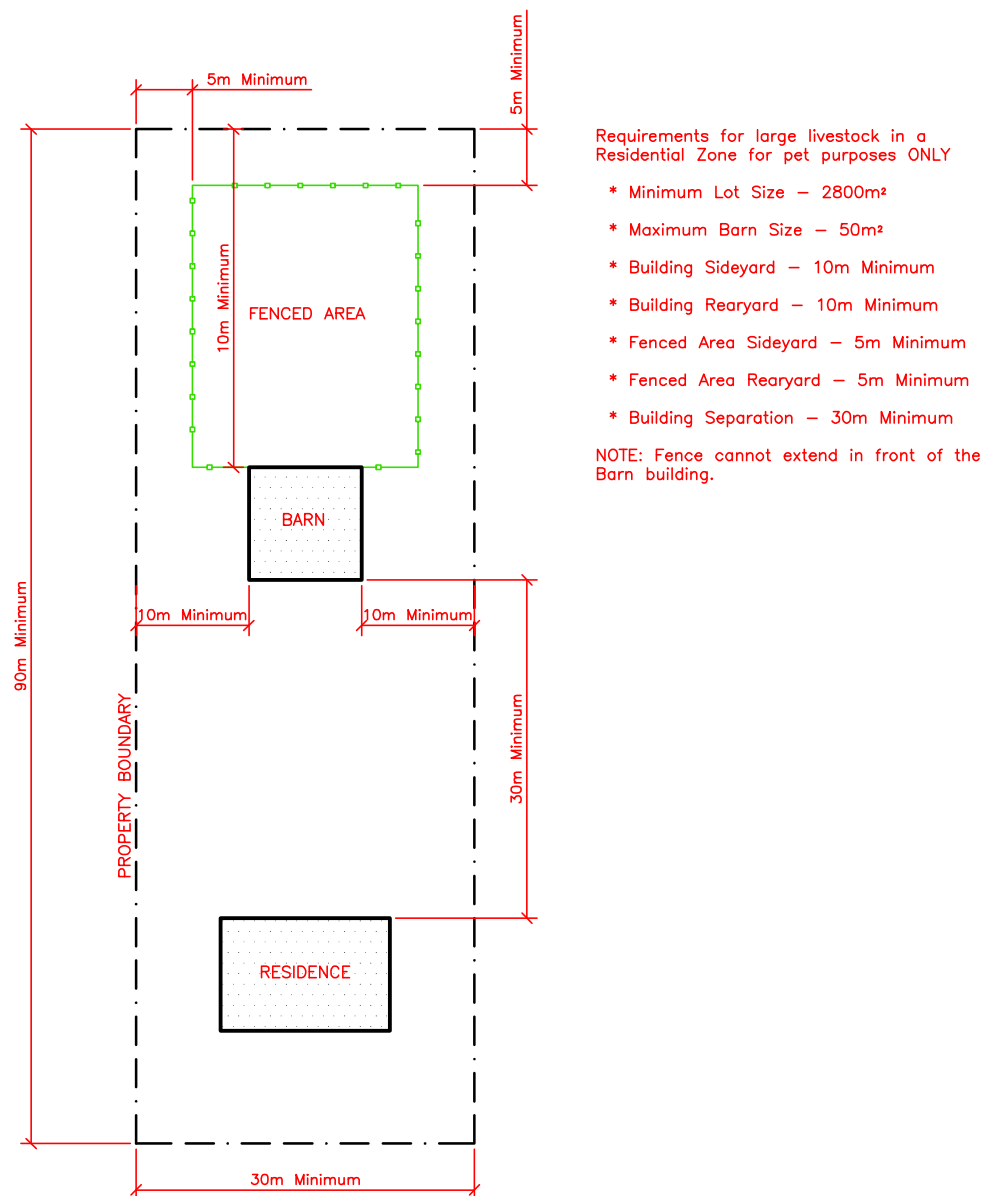 5m Minimum
5m Minimum
Requirements for large livestock in a
Residential Zone for pet purposes ONLY
* Minimum Lot Size – 2800m²
* Maximum Barn Size – 50m²
* Building Sideyard – 10m Minimum
* Building Rearyard – 10m Minimum
* Fenced Area Sideyard – 5m Minimum
* Fenced Area Rearyard – 5m Minimum
* Building Separation – 30m Minimum
NOTE: Fence cannot extend in front of the
Barn building.
10m Minimum
FENCED AREA
BARN
10m Minimum
10m Minimum
90m Minimum
PROPERTY BOUNDARY
30m Minimum
RESIDENCE
30m Minimum